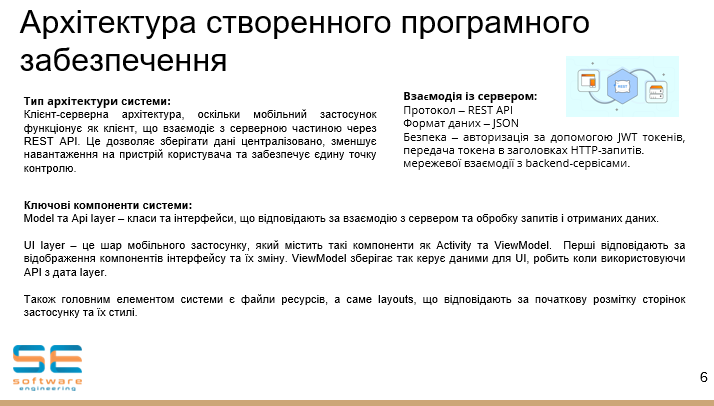 Архітектура створенного програмного
забезпечення
Тип архітектури системи:
Клієнт-серверна архітектура, оскільки мобільний застосунок
функціонує як клієнт, що взаємодіє з серверною частиною через
REST API. Це дозволяє зберігати дані централізовано, зменшує
навантаження на пристрій користувача та забезпечує єдину точку
контролю.
Взаємодія із сервером:
Протокол – REST API
Формат даних – JSON
Безпека – авторизація за допомогою JWT токенів,
передача токена в заголовках HTTP-запитів.
мережевої взаємодії з backend-сервісами.
REST
Ключові компоненти системи:
Model та Api layer – класи та інтерфейси, що відповідають за взаємодію з сервером та обробку запитів і отриманих даних.
UI layer – це шар мобільного застосунку, який містить такі компоненти як Activity та ViewModel. Перші відповідають за
відображення компонентів інтерфейсу та їх зміну. ViewModel зберігає так керує даними для UI, робить коли використовуючи
API з дата layer.
Також головним елементом системи є файли ресурсів, а саме layouts, що відповідають за початкову розмітку сторінок
застосунку та їх стилі.
SE
software
engineering
6